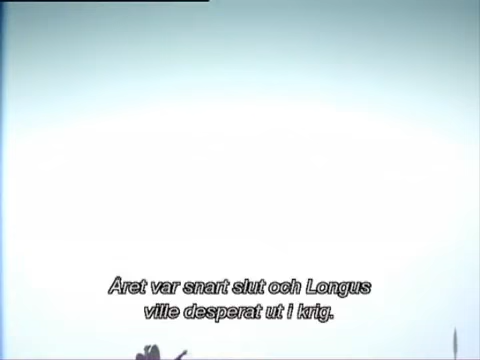 Året var snart slut och Longus
ville desperat ut i krig.